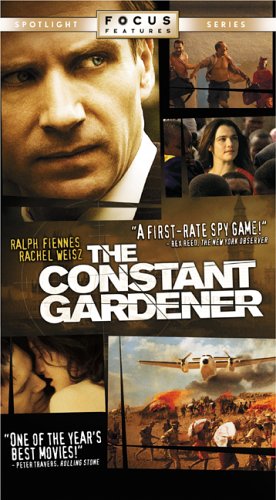 SPOTLIGHT FOCUS FEATURES SERIES
RALPH FIENNES
RACHEL WEISZ
"A FIRST-RATE SPY GAME!"
- REX REED, THE NEW YORK OBSERVER
THE
CONSTANT
GARDENER
"ONE OF THE YEAR'S
BEST MOVIES!"
- PETER TRAVERS, ROLLING STONE